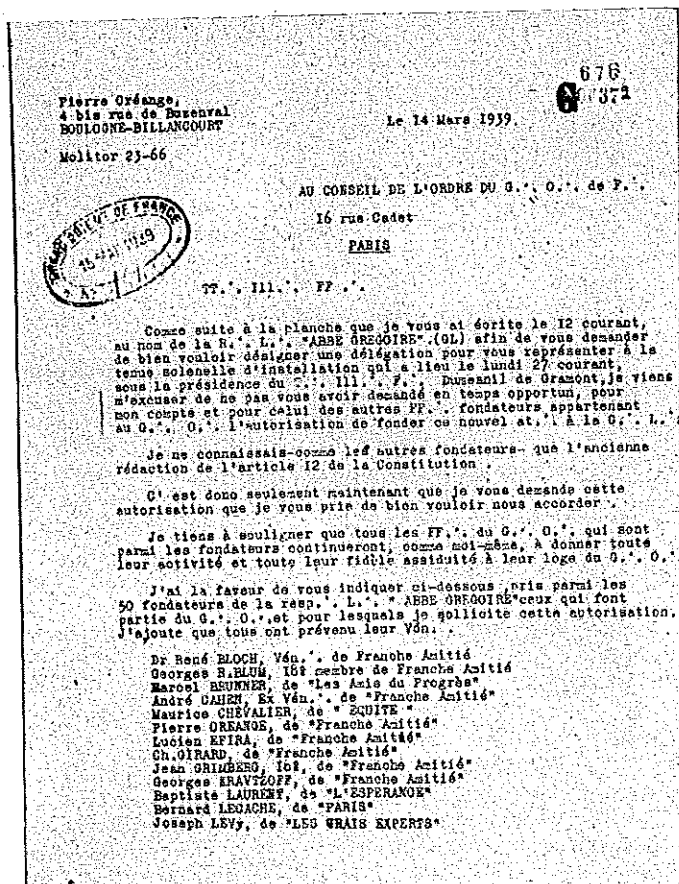 676
372
Pierre Oréange,
4 bis rue de Buzenval
BOULOGNE-BILLANCOURT
Le 14 Mars 1939.
Molitor 23-66
AU CONSEIL DE L'ORDRE DU G.'. O.'. de F.'.
16 rue Cadet
PARIS
ORIENT DE FRANCE
TT.'. Ill.'. FF.'.
Comme suite à la planche que je vous ai écrite le I2 courant,
au nom de la R.'. L.'. "ABBE GREGOIRE".(GL) afin de vous demander
de bien vouloir désigner une délégation pour vous représenter à la
tenue solenelle d'installation qui a lieu le lundi 27 courant,
sous la présidence du Ill.'. F.'. de Gramont, je viens
m'excuser de ne pas vous avoir demandé en temps opportun, pour
mon compte et pour celui des autres FF.'. fondateurs appartenant
au G.'. O.'. l'autorisation de fonder ce nouvel at.'. à la G.'. L.'.
Je ne connaissais-comme les autres fondateurs- que l'ancienne
rédaction de l'article I2 de la Constitution .
C'est donc seulement maintenant que je vous demande cette
autorisation que je vous prie de bien vouloir nous accorder .
Je tiens à souligner que tous les FF.'. du G.'. O.'. qui sont
parmi les fondateurs continueront, comme moi-même, à donner toute
leur activité et toute leur fidèle assiduité à leur loge du G.'. O.'
J'ai la faveur de vous indiquer ci-dessous ,pris parmi les
50 fondateurs de la resp.'. L.'. " ABBE GREGOIRE"ceux qui font
partie du G.'. O.'.et pour lesquels je sollicite cette autorisation.
J'ajoute que tous ont prévenu leur Vén.'.
Dr René BLOCH, Vén.'. de Franche Amitié
Georges R.BLUM, membre de Franche Amitié
Marcel BRUNNER, de "Les Amis du Progrès"
André CAHEN, Ex Vén.'. de "Franche Amitié"
Maurice CHEVALIER, de " EQUITE "
Pierre OREANGE, de "Franche Amitié"
Lucien EFIRA, de "Franche Amitié"
Ch.GIRARD, de "Franche Amitié"
Jean GRIMBERG, de "Franche Amitié"
Georges KRAVTZOFF, de "Franche Amitié"
Baptiste LAURENT, de "L'ESPERANCE"
Bernard LECACHE, de "PARIS"
Joseph LEVY, de "LES VRAIS EXPERTS"